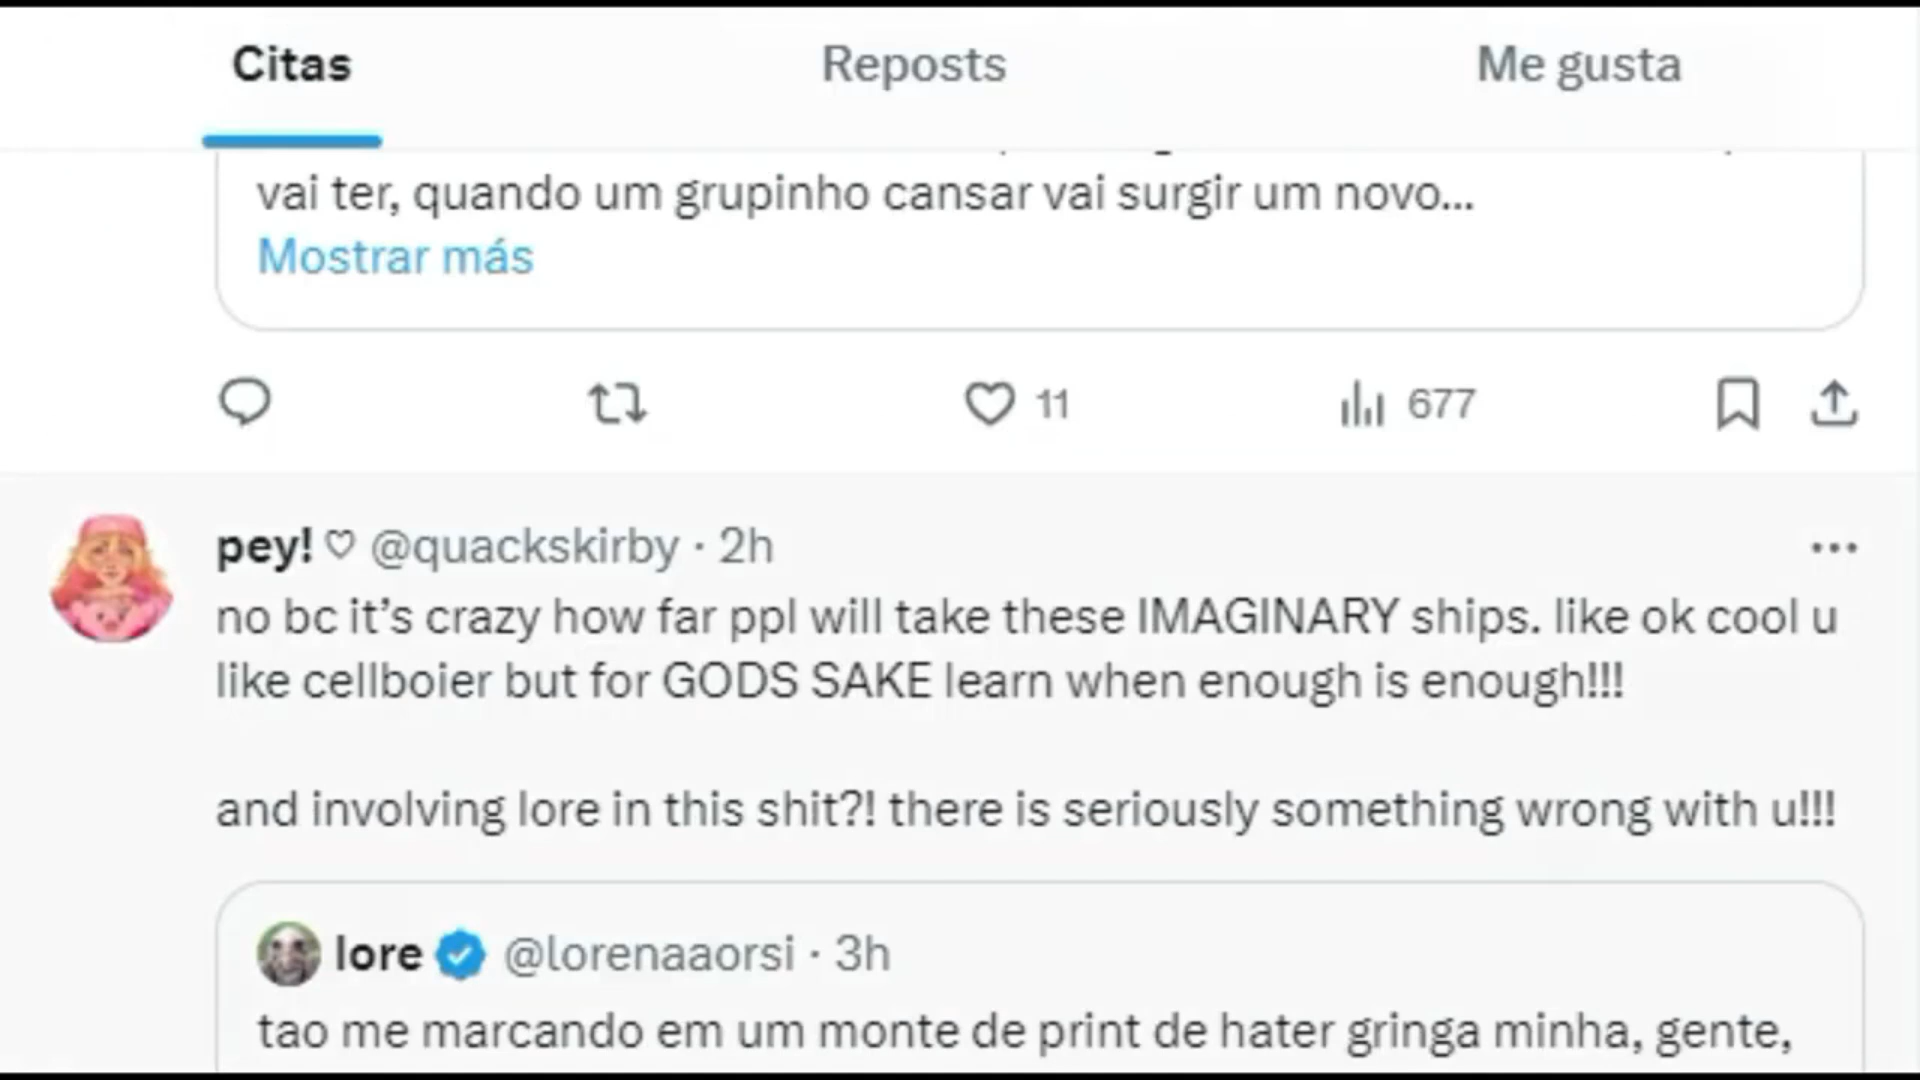 Citas Reposts Me gusta
vai ter, quando um grupinho cansar vai surgir um novo...
Mostrar más
11 677
pey! ♡ @quackskirby · 2h
no bc it’s crazy how far ppl will take these IMAGINARY ships. like ok cool u
like cellboier but for GODS SAKE learn when enough is enough!!!
and involving lore in this shit?! there is seriously something wrong with u!!!
lore @lorenaaorsi · 3h
tao me marcando em um monte de print de hater gringa minha, gente,